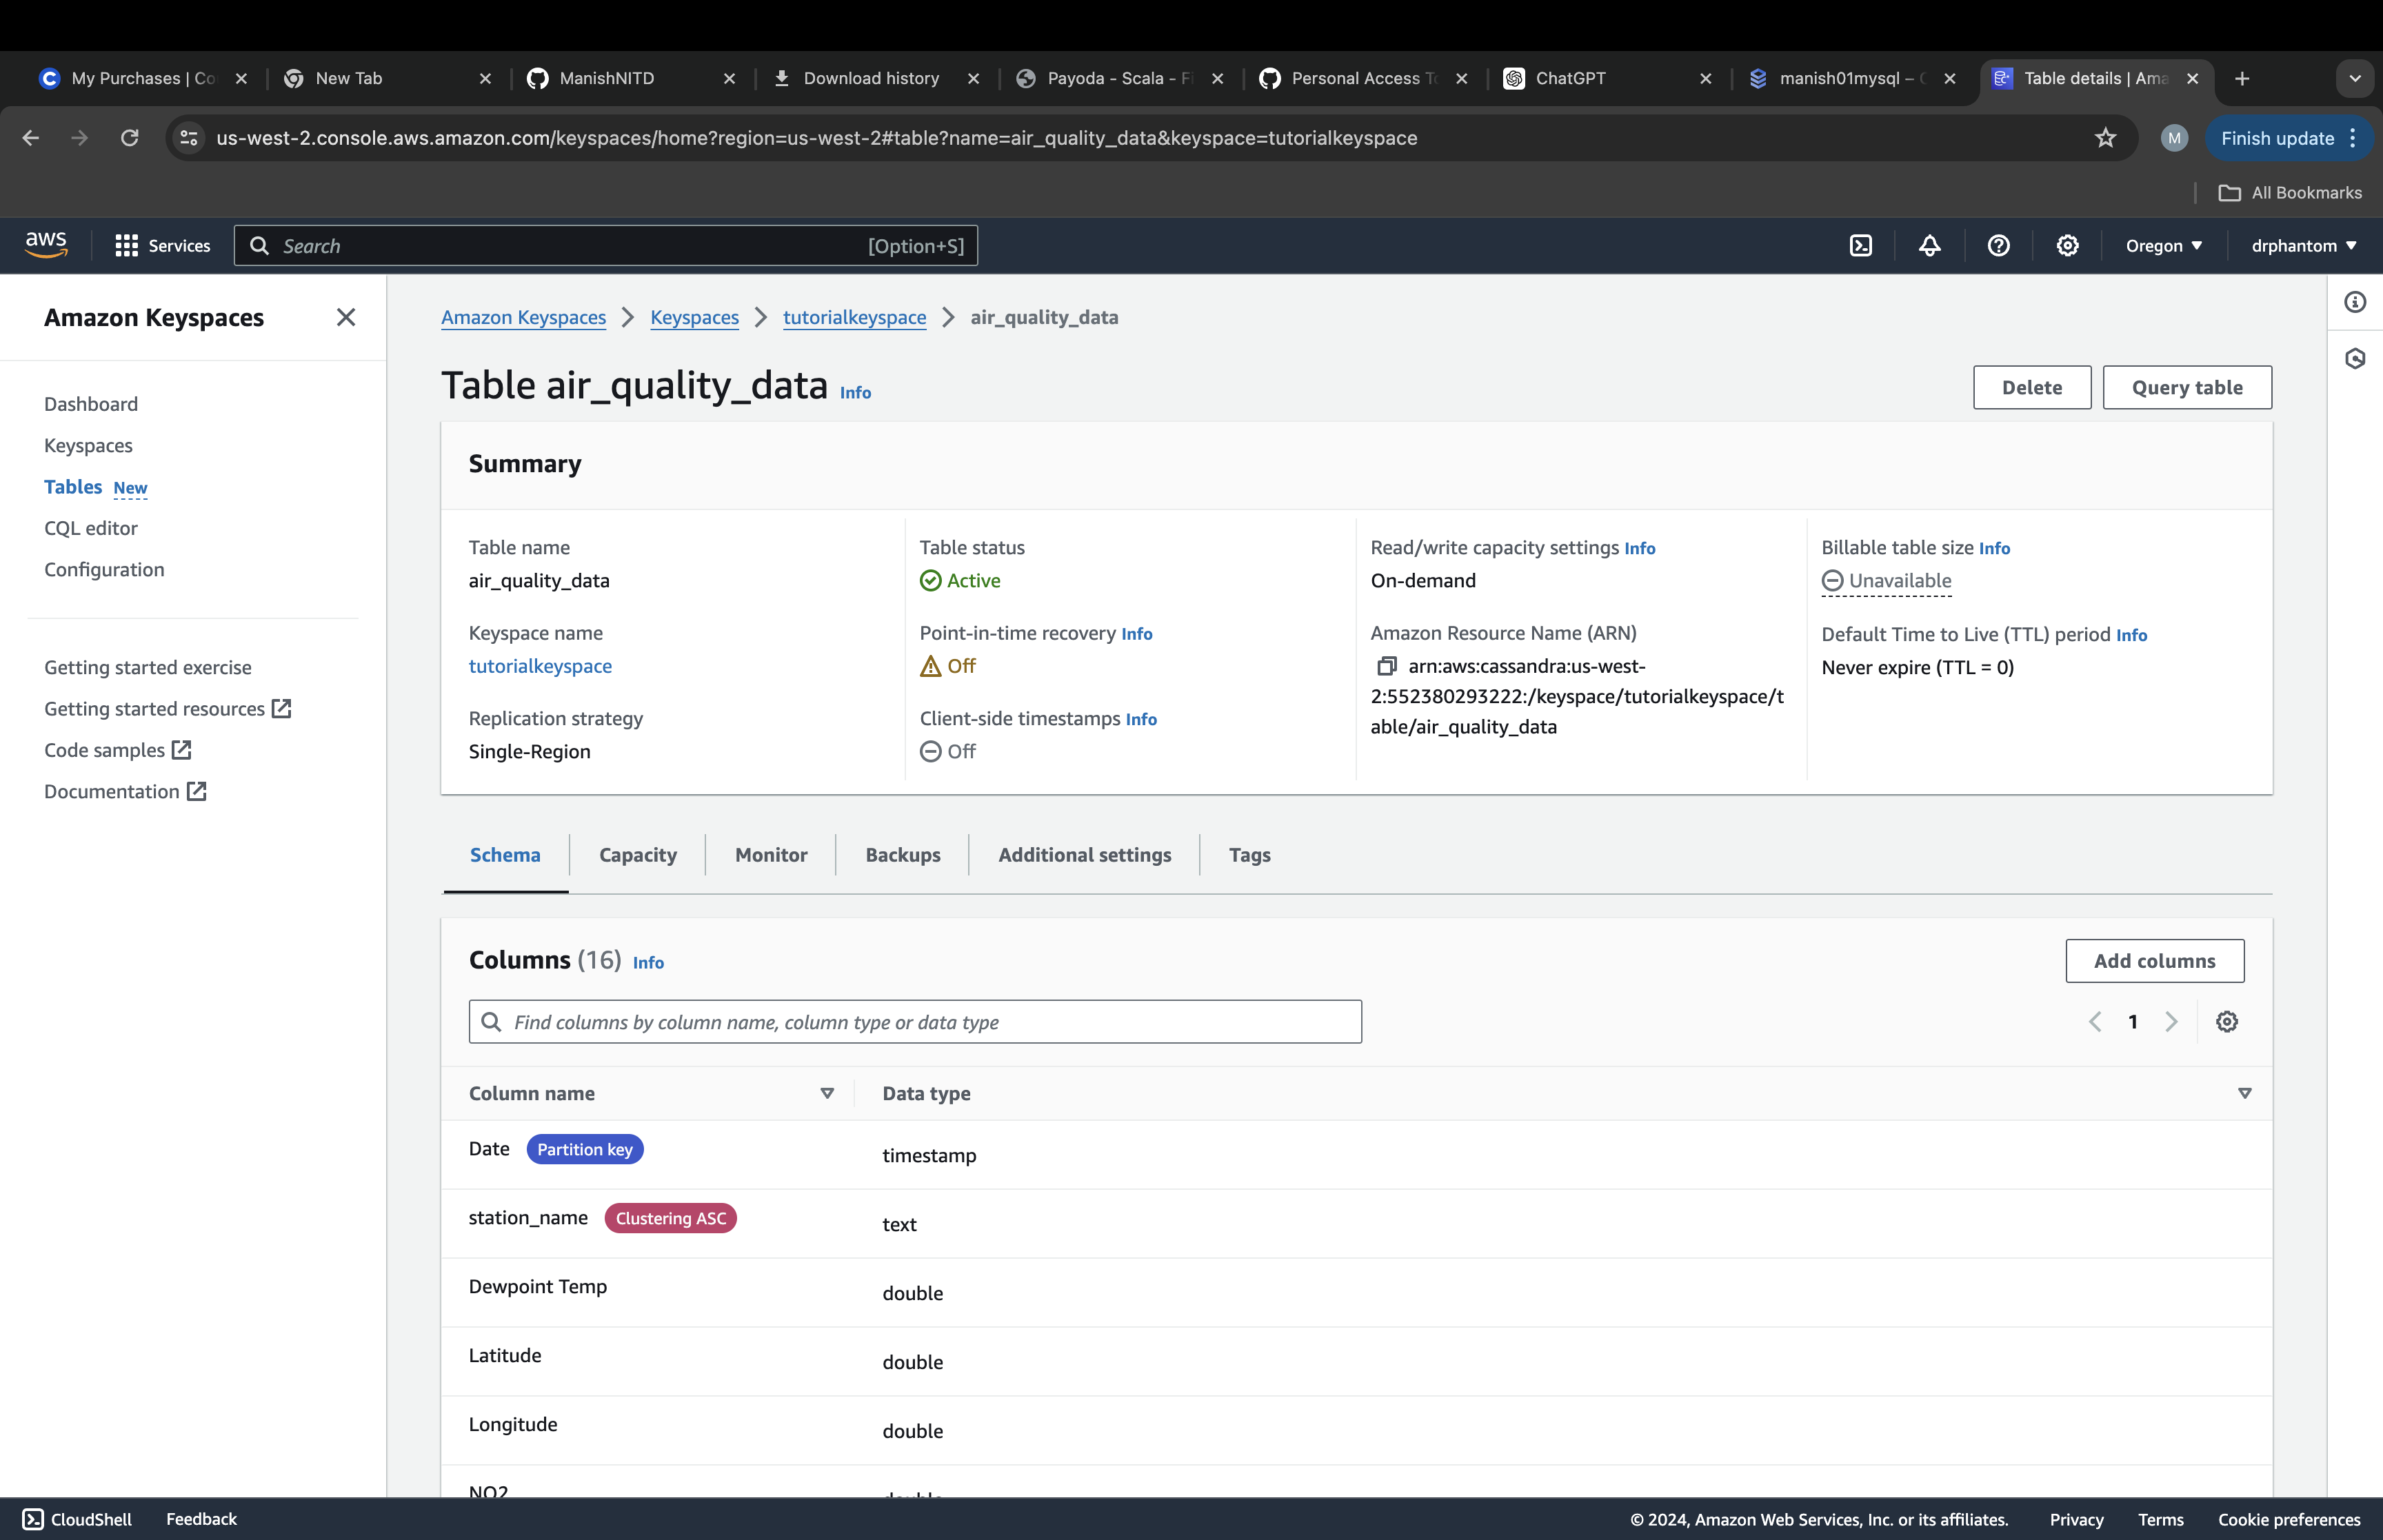 My Purchases | Co
New Tab
ManishNITD
Download history
Payoda - Scala - Fi
Personal Access To
ChatGPT
manish01mysql – C
Table details | Ama
us-west-2.console.aws.amazon.com/keyspaces/home?region=us-west-2#table?name=air_quality_data&keyspace=tutorialkeyspace
M
Finish update
All Bookmarks
aws
Services
Search
[Option+S]
Oregon
drphantom
Amazon Keyspaces
Dashboard
Keyspaces
Tables New
CQL editor
Configuration
Getting started exercise
Getting started resources
Code samples
Documentation
Amazon Keyspaces
Keyspaces
tutorialkeyspace
air_quality_data
Table air_quality_data Info
Delete
Query table
Summary
Table name
air_quality_data
Keyspace name
tutorialkeyspace
Replication strategy
Single-Region
Table status
Active
Point-in-time recovery Info
Off
Client-side timestamps Info
Off
Read/write capacity settings Info
On-demand
Amazon Resource Name (ARN)
arn:aws:cassandra:us-west-
2:552380293222:/keyspace/tutorialkeyspace/t
able/air_quality_data
Billable table size Info
Unavailable
Default Time to Live (TTL) period Info
Never expire (TTL = 0)
Schema
Capacity
Monitor
Backups
Additional settings
Tags
Columns (16) Info
Add columns
Find columns by column name, column type or data type
1
Column name
Data type
Date Partition key
timestamp
station_name Clustering ASC
text
Dewpoint Temp
double
Latitude
double
Longitude
double
NO2
double
CloudShell
Feedback
© 2024, Amazon Web Services, Inc. or its affiliates.
Privacy
Terms
Cookie preferences